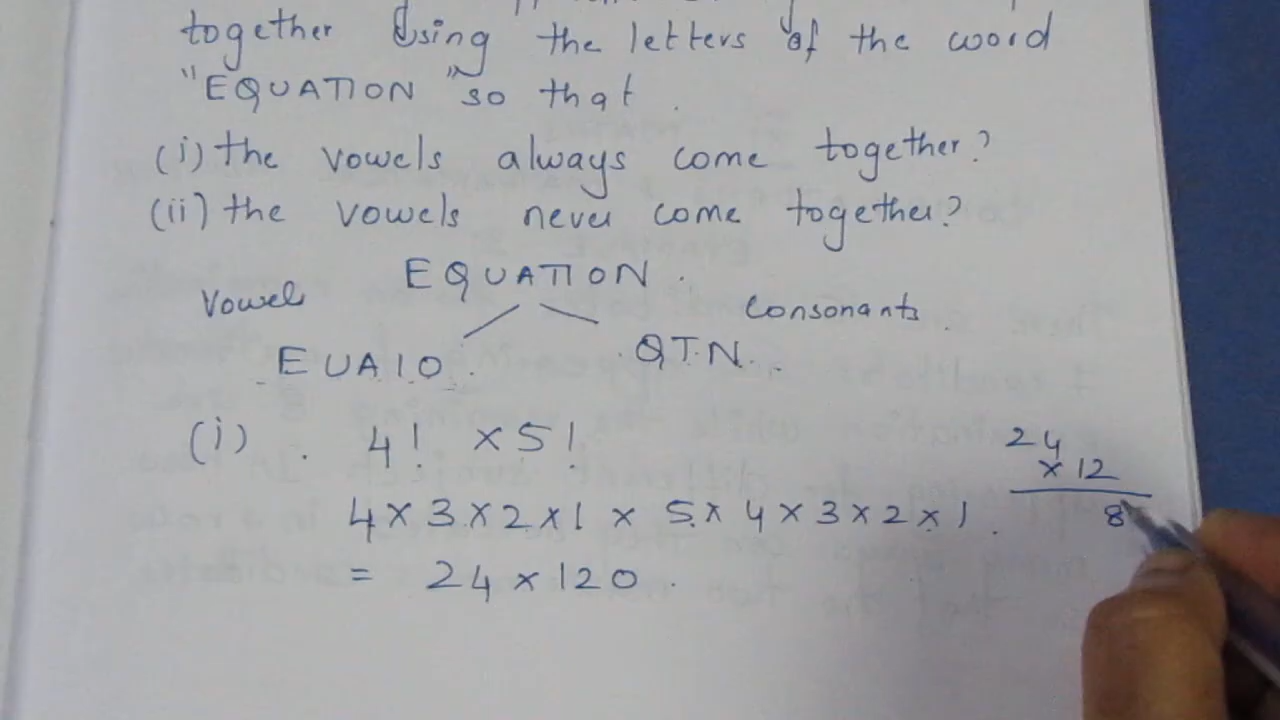 together Using the letters of the word
"EQUATION" so that.
(i) the vowels always come together?
(ii) the vowels never come together?
EQUATION.
Vowel
Consonants.
EUAIO.
QTN.
(i). 4! × 5!
4 × 3 × 2 × 1 × 5 × 4 × 3 × 2 × 1.
= 24 × 120.
24
× 12
8